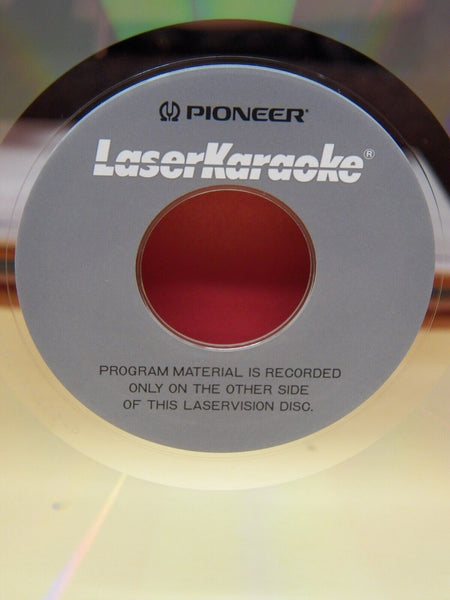 PIONEER
LaserKaraoke®
PROGRAM MATERIAL IS RECORDED
ONLY ON THE OTHER SIDE
OF THIS LASERVISION DISC.